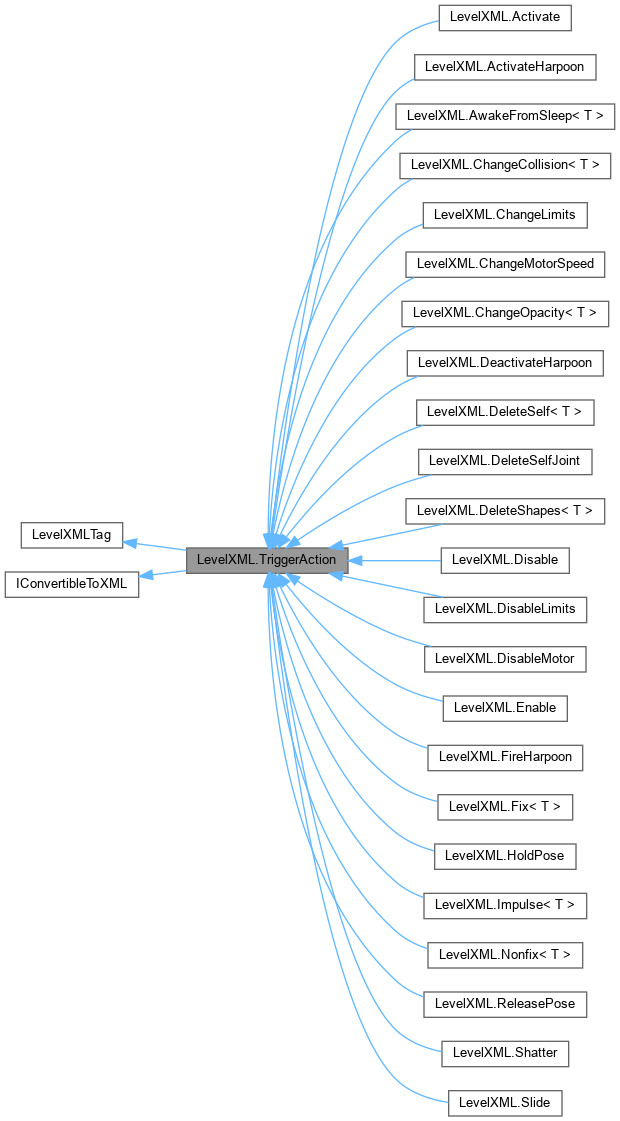 LevelXML.Activate
LevelXML.ActivateHarpoon
LevelXML.AwakeFromSleep< T >
LevelXML.ChangeCollision< T >
LevelXML.ChangeLimits
LevelXML.ChangeMotorSpeed
LevelXML.ChangeOpacity< T >
LevelXML.DeactivateHarpoon
LevelXML.DeleteSelf< T >
LevelXML.DeleteSelfJoint
LevelXML.DeleteShapes< T >
LevelXMLTag
LevelXML.TriggerAction
LevelXML.Disable
IConvertibleToXML
LevelXML.DisableLimits
LevelXML.DisableMotor
LevelXML.Enable
LevelXML.FireHarpoon
LevelXML.Fix< T >
LevelXML.HoldPose
LevelXML.Impulse< T >
LevelXML.Nonfix< T >
LevelXML.ReleasePose
LevelXML.Shatter
LevelXML.Slide